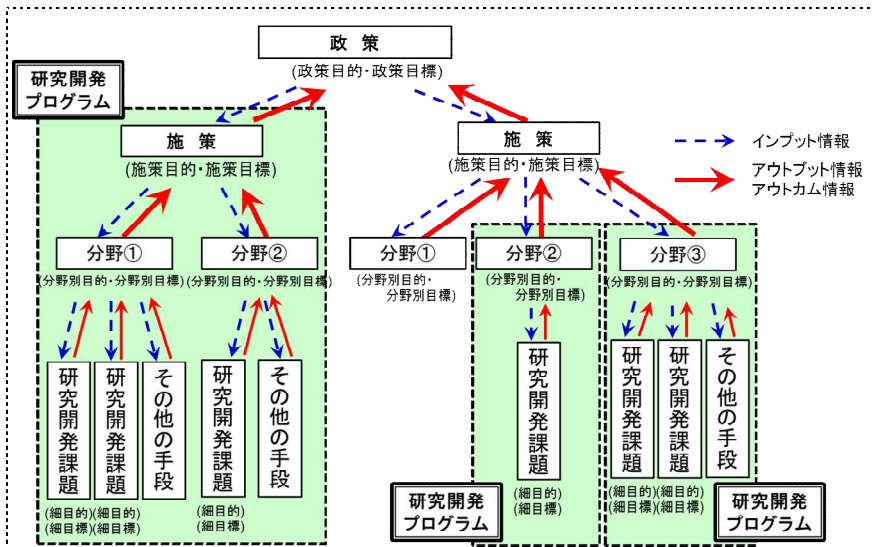 政 策
(政策目的・政策目標)
研究開発
プログラム
施 策
(施策目的・施策目標)
施 策
(施策目的・施策目標)
インプット情報
アウトプット情報
アウトカム情報
分野①
(分野別目的・分野別目標)
分野②
(分野別目的・分野別目標)
分野①
(分野別目的・
分野別目標)
分野②
(分野別目的・
分野別目標)
分野③
(分野別目的・分野別目標)
研究開発課題
(細目的)
(細目標)
研究開発課題
(細目的)
(細目標)
その他の手段
研究開発課題
(細目的)
(細目標)
その他の手段
研究開発課題
(細目的)
(細目標)
研究開発課題
(細目的)
(細目標)
研究開発課題
(細目的)
(細目標)
その他の手段
研究開発
プログラム
研究開発
プログラム